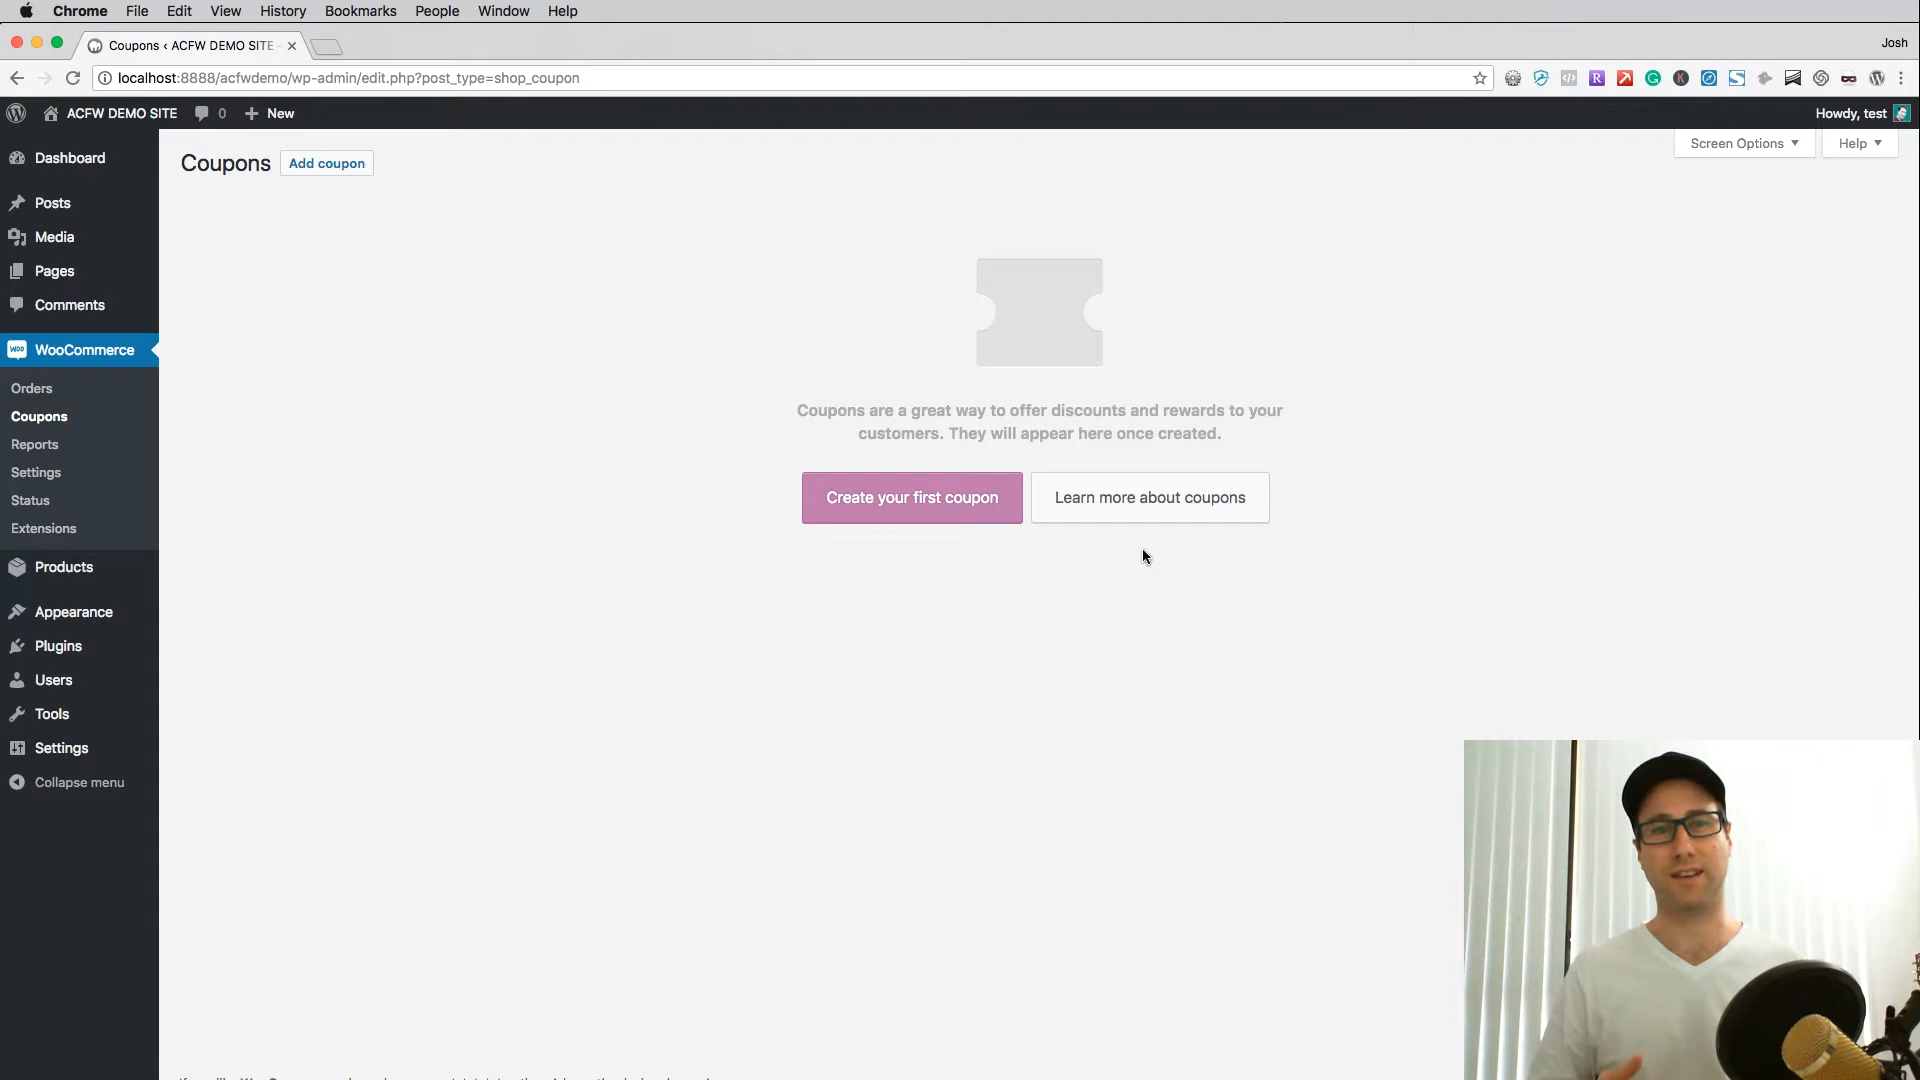 Chrome File Edit View History Bookmarks People Window Help
Coupons ‹ ACFW DEMO SITE
Josh
localhost:8888/acfwdemo/wp-admin/edit.php?post_type=shop_coupon
ACFW DEMO SITE 0 New
Howdy, test
Dashboard
Posts
Media
Pages
Comments
WooCommerce
Orders
Coupons
Reports
Settings
Status
Extensions
Products
Appearance
Plugins
Users
Tools
Settings
Collapse menu
Coupons Add coupon
Screen Options Help
Coupons are a great way to offer discounts and rewards to your
customers. They will appear here once created.
Create your first coupon Learn more about coupons